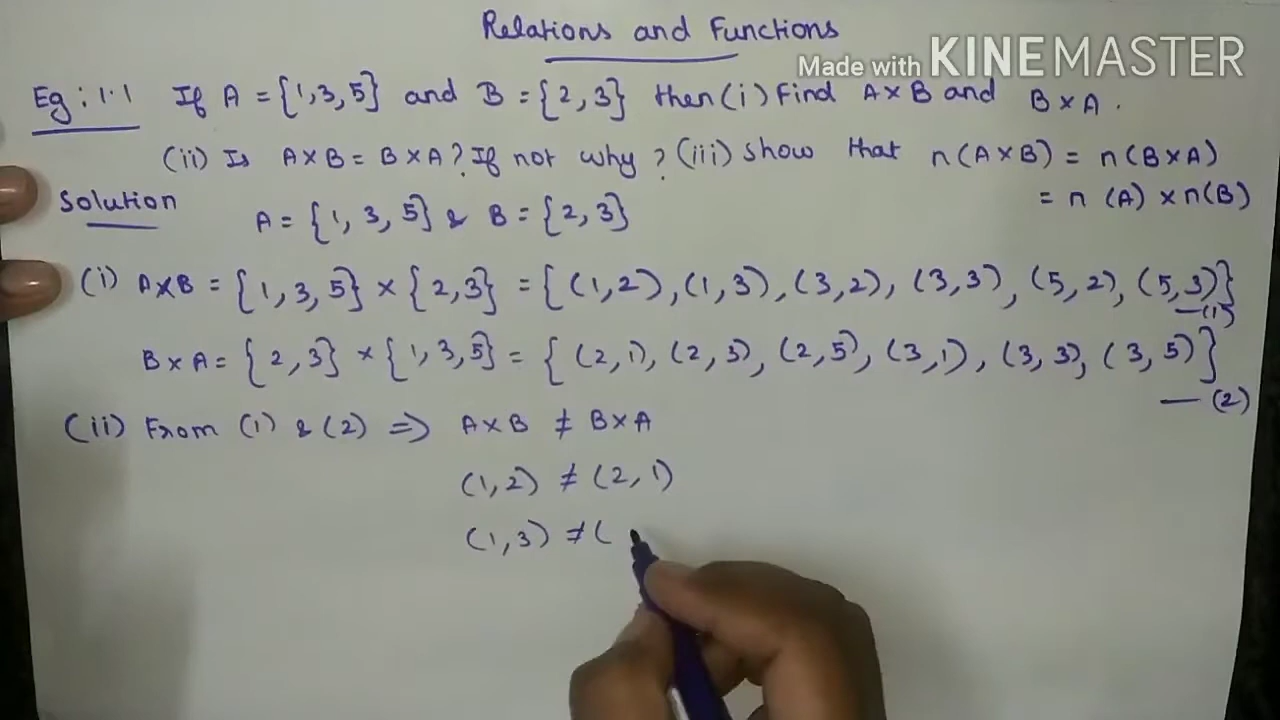 Relations and Functions
Made with KINEMASTER
Eg: 1.1 If A = {1, 3, 5} and B = {2, 3} then (i) Find A×B and B×A.
(ii) Is A×B = B×A? If not why? (iii) Show that n(A×B) = n(B×A)
= n(A) × n(B)
Solution
A = {1, 3, 5} & B = {2, 3}
(i) A×B = {1, 3, 5} × {2, 3} = {(1, 2), (1, 3), (3, 2), (3, 3), (5, 2), (5, 3)}
—(1)
B×A = {2, 3} × {1, 3, 5} = {(2, 1), (2, 3), (2, 5), (3, 1), (3, 3), (3, 5)}
—(2)
(ii) From (1) & (2) ⇒ A×B ≠ B×A
(1, 2) ≠ (2, 1)
(1, 3) ≠ (